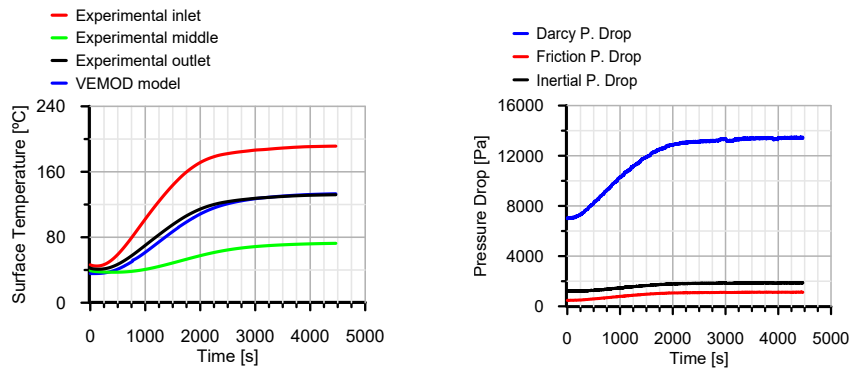 Experimental inlet
Experimental middle
Experimental outlet
VEMOD model
Surface Temperature [ºC]
240
160
80
0
0 1000 2000 3000 4000 5000
Time [s]
Darcy P. Drop
Friction P. Drop
Inertial P. Drop
Pressure Drop [Pa]
16000
12000
8000
4000
0
0 1000 2000 3000 4000 5000
Time [s]